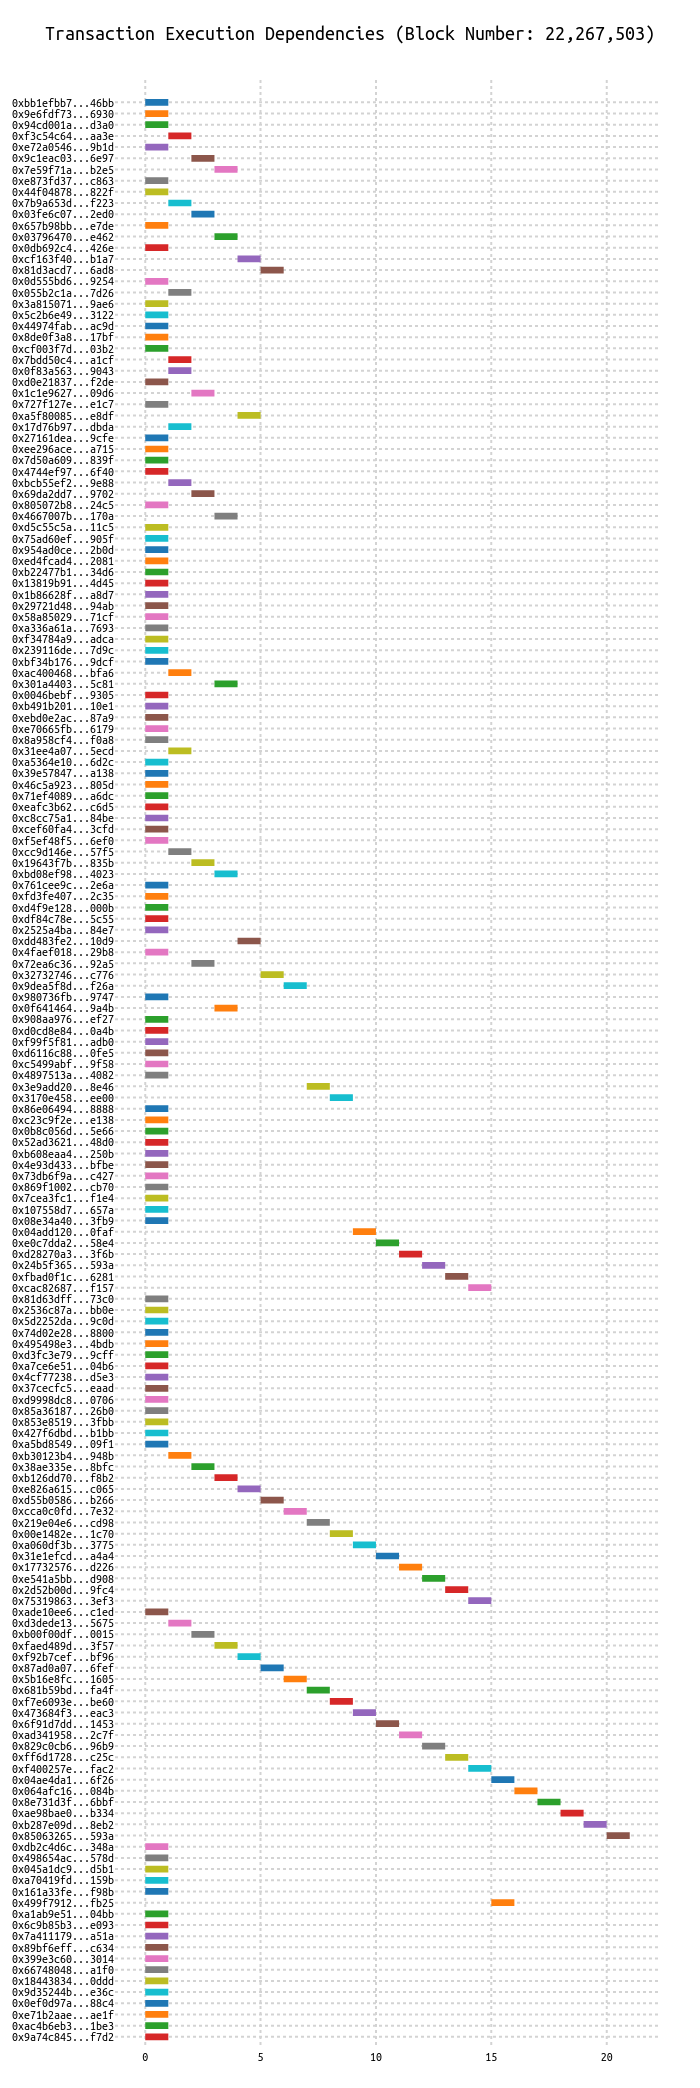 Transaction Execution Dependencies (Block Number: 22,267,503)
0xbb1efbb7...46bb
0x9e6fdf73...6930
0x94cd001a...d3a0
0xf3c54c64...aa3e
0xe72a0546...9b1d
0x9c1eac03...6e97
0x7e59f71a...b2e5
0xe873fd37...c863
0x44f04878...822f
0x7b9a653d...f223
0x03fe6c07...2ed0
0x657b98bb...e7de
0x03796470...e462
0x0db692c4...426e
0xcf163f40...b1a7
0x81d3acd7...6ad8
0x0d555bd6...9254
0x055b2c1a...7d26
0x3a815071...9ae6
0x5c2b6e49...3122
0x44974fab...ac9d
0x8de0f3a8...17bf
0xcf003f7d...03b2
0x7bdd50c4...a1cf
0x0f83a563...9043
0xd0e21837...f2de
0x1c1e9627...09d6
0x727f127e...e1c7
0xa5f80085...e8df
0x17d76b97...dbda
0x27161dea...9cfe
0xee296ace...a715
0x7d50a609...839f
0x4744ef97...6f40
0xbcb55ef2...9e88
0x69da2dd7...9702
0x805072b8...24c5
0x4667007b...170a
0xd5c55c5a...11c5
0x75ad60ef...905f
0x954ad0ce...2b0d
0xed4fcad4...2081
0xb22477b1...34d6
0x13819b91...4d45
0x1b86628f...a8d7
0x29721d48...94ab
0x58a85029...71cf
0xa336a61a...7693
0xf34784a9...adca
0x239116de...7d9c
0xbf34b176...9dcf
0xac400468...bfa6
0x301a4403...5c81
0x0046bebf...9305
0xb491b201...10e1
0xebd0e2ac...87a9
0xe70665fb...6179
0x8a958cf4...f0a8
0x31ee4a07...5ecd
0xa5364e10...6d2c
0x39e57847...a138
0x46c5a923...805d
0x71ef4089...a6dc
0xeafc3b62...c6d5
0xc8cc75a1...84be
0xcef60fa4...3cfd
0xf5ef48f5...6ef0
0xcc9d146e...57f5
0x19643f7b...835b
0xbd08ef98...4023
0x761cee9c...2e6a
0xfd3fe407...2c35
0xd4f9e128...000b
0xdf84c78e...5c55
0x2525a4ba...84e7
0xdd483fe2...10d9
0x4faef018...29b8
0x72ea6c36...92a5
0x32732746...c776
0x9dea5f8d...f26a
0x980736fb...9747
0x0f641464...9a4b
0x908aa976...ef27
0xd0cd8e84...0a4b
0xf99f5f81...adb0
0xd6116c88...0fe5
0xc5499abf...9f58
0x4897513a...4082
0x3e9add20...8e46
0x3170e458...ee00
0x86e06494...8888
0xc23c9f2e...e138
0x0b8c056d...5e66
0x52ad3621...48d0
0xb608eaa4...250b
0x4e93d433...bfbe
0x73db6f9a...c427
0x869f1002...cb70
0x7cea3fc1...f1e4
0x107558d7...657a
0x08e34a40...3fb9
0x04add120...0faf
0xe0c7dda2...58e4
0xd28270a3...3f6b
0x24b5f365...593a
0xfbad0f1c...6281
0xcac82687...f157
0x81d63dff...73c0
0x2536c87a...bb0e
0x5d2252da...9c0d
0x74d02e28...8800
0x495498e3...4bdb
0xd3fc3e79...9cff
0xa7ce6e51...04b6
0x4cf77238...d5e3
0x37cecfc5...eaad
0xd9998dc8...0706
0x85a36187...26b0
0x853e8519...3fbb
0x427f6dbd...b1bb
0xa5bd8549...09f1
0xb30123b4...948b
0x38ae335e...8bfc
0xb126dd70...f8b2
0xe826a615...c065
0xd55b0586...b266
0xcca0c0fd...7e32
0x219e04e6...cd98
0x00e1482e...1c70
0xa060df3b...3775
0x31e1efcd...a4a4
0x17732576...d226
0xe541a5bb...d908
0x2d52b00d...9fc4
0x75319863...3ef3
0xade10ee6...c1ed
0xd3dede13...5675
0xb00f00df...0015
0xfaed489d...3f57
0xf92b7cef...bf96
0x87ad0a07...6fef
0x5b16e8fc...1605
0x681b59bd...fa4f
0xf7e6093e...be60
0x473684f3...eac3
0x6f91d7dd...1453
0xad341958...2c7f
0x829c0cb6...96b9
0xff6d1728...c25c
0xf400257e...fac2
0x04ae4da1...6f26
0x064afc16...084b
0x8e731d3f...6bbf
0xae98bae0...b334
0xb287e09d...8eb2
0x85063265...593a
0xdb2c4d6c...348a
0x498654ac...578d
0x045a1dc9...d5b1
0xa70419fd...159b
0x161a33fe...f98b
0x499f7912...fb25
0xa1ab9e51...04bb
0x6c9b85b3...e093
0x7a411179...a51a
0x89bf6eff...c634
0x399e3c60...3014
0x66748048...a1f0
0x18443834...0ddd
0x9d35244b...e36c
0x0ef0d97a...88c4
0xe71b2aae...ae1f
0xac4b6eb3...1be3
0x9a74c845...f7d2
0 5 10 15 20